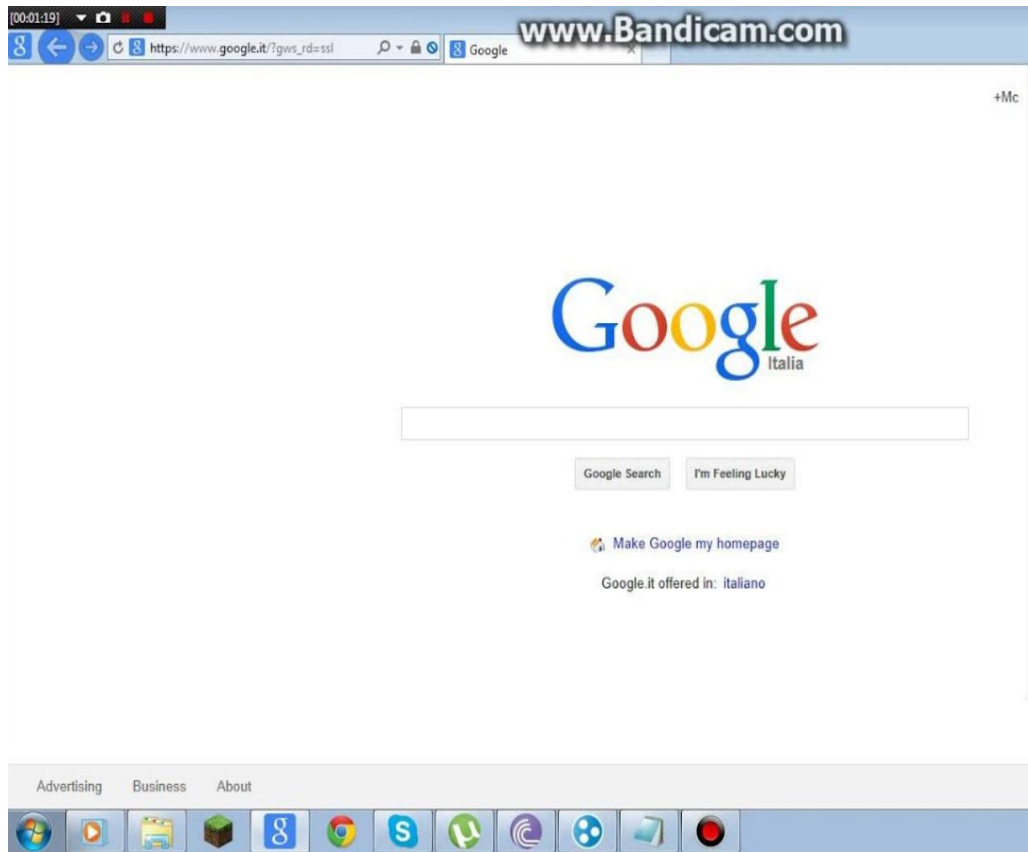 [00:01:19]
www.Bandicam.com
https://www.google.it/?gws_rd=ssl
Google
+Mc
Google
Italia
Google Search
I'm Feeling Lucky
Make Google my homepage
Google.it offered in: italiano
Advertising Business About